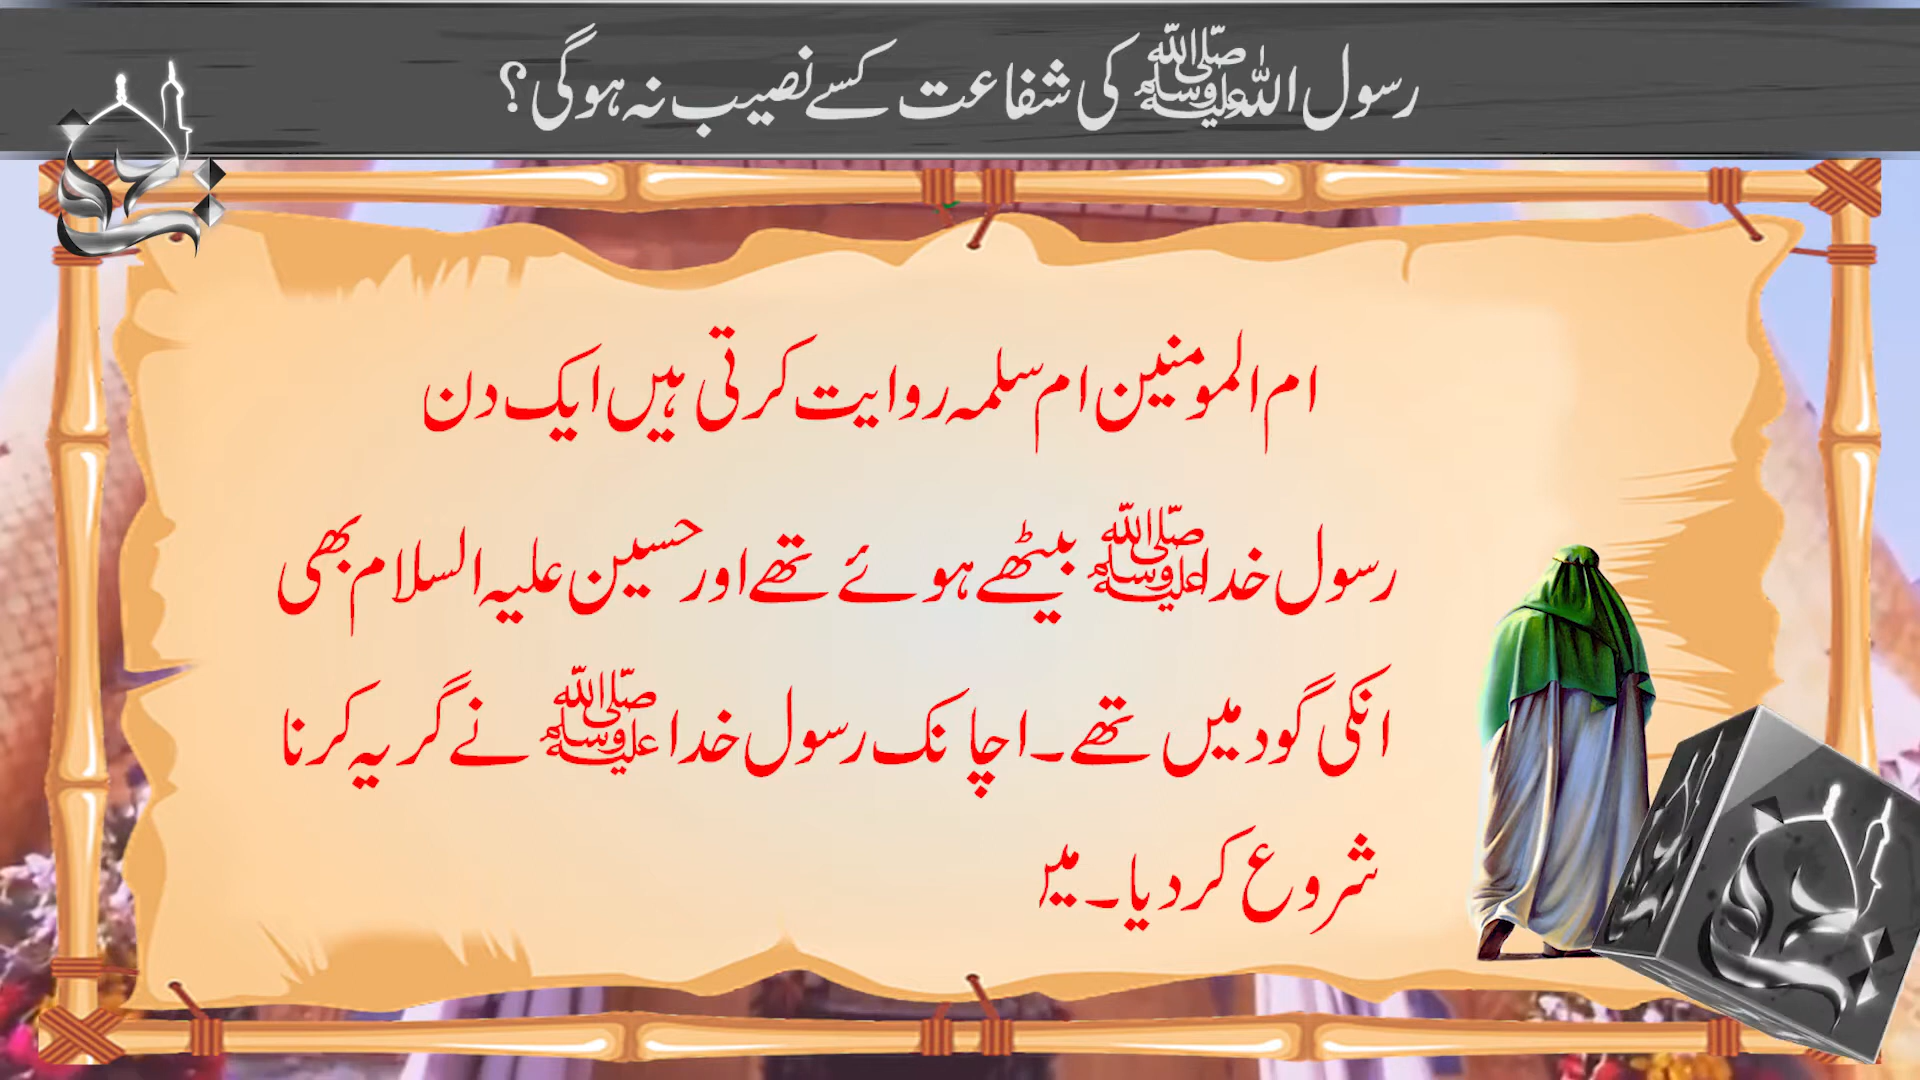 رسول اللہ ﷺ کی شفاعت کسے نصیب نہ ہوگی؟
ام المومنین ام سلمہ روایت کرتی ہیں ایک دن
رسول خدا ﷺ بیٹھے ہوئے تھے اور حسین علیہ السلام بھی
انکی گود میں تھے۔ اچانک رسول خدا ﷺ نے گریہ کرنا
شروع کر دیا۔